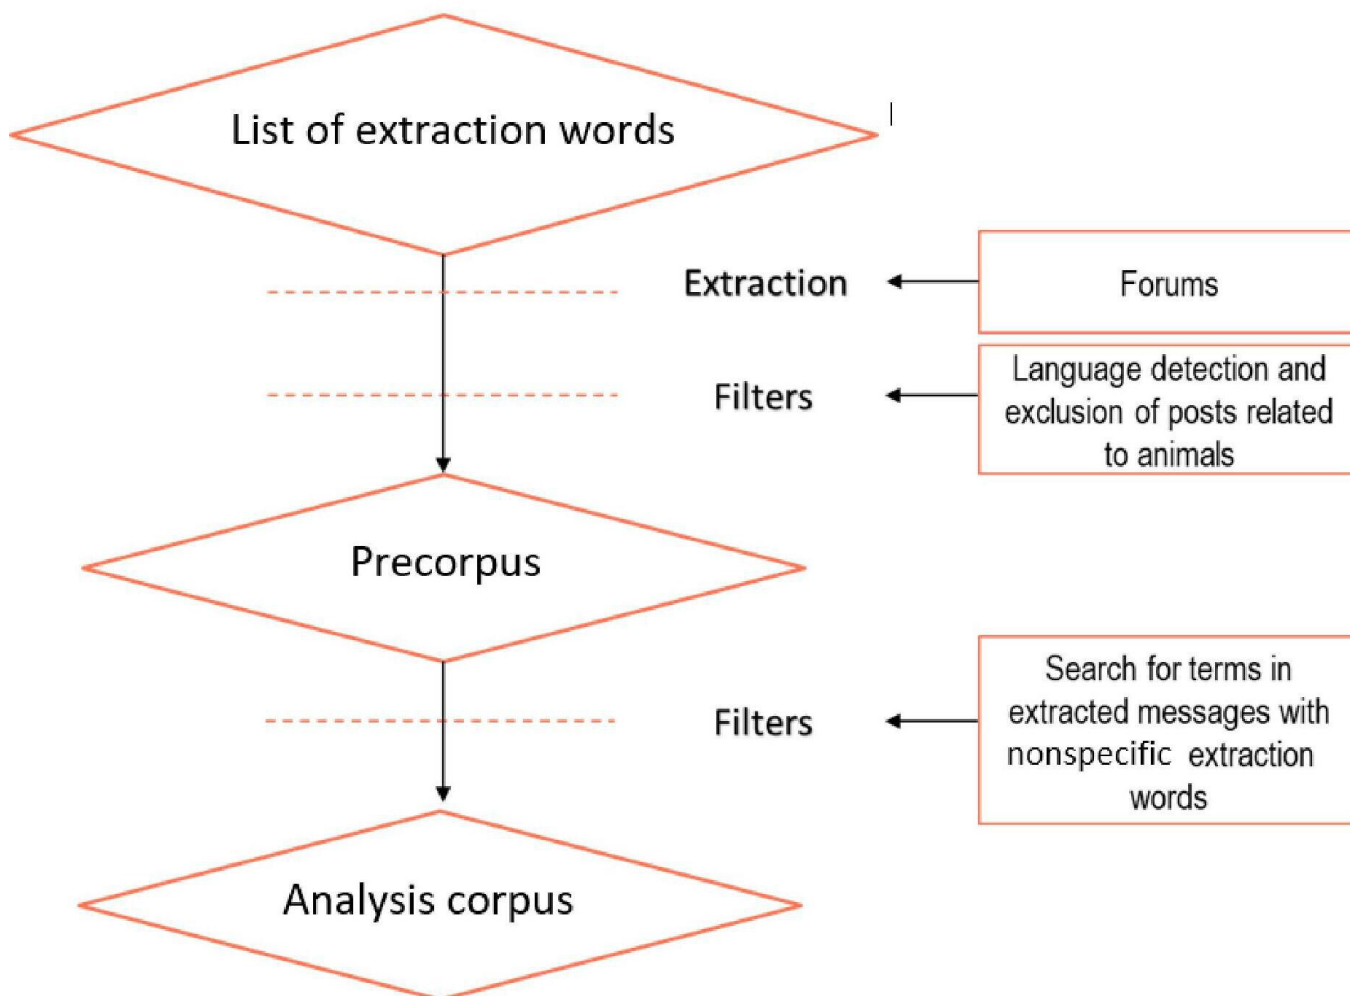 List of extraction words
Extraction
Forums
Filters
Language detection and
exclusion of posts related
to animals
Precorpus
Filters
Search for terms in
extracted messages with
nonspecific extraction
words
Analysis corpus